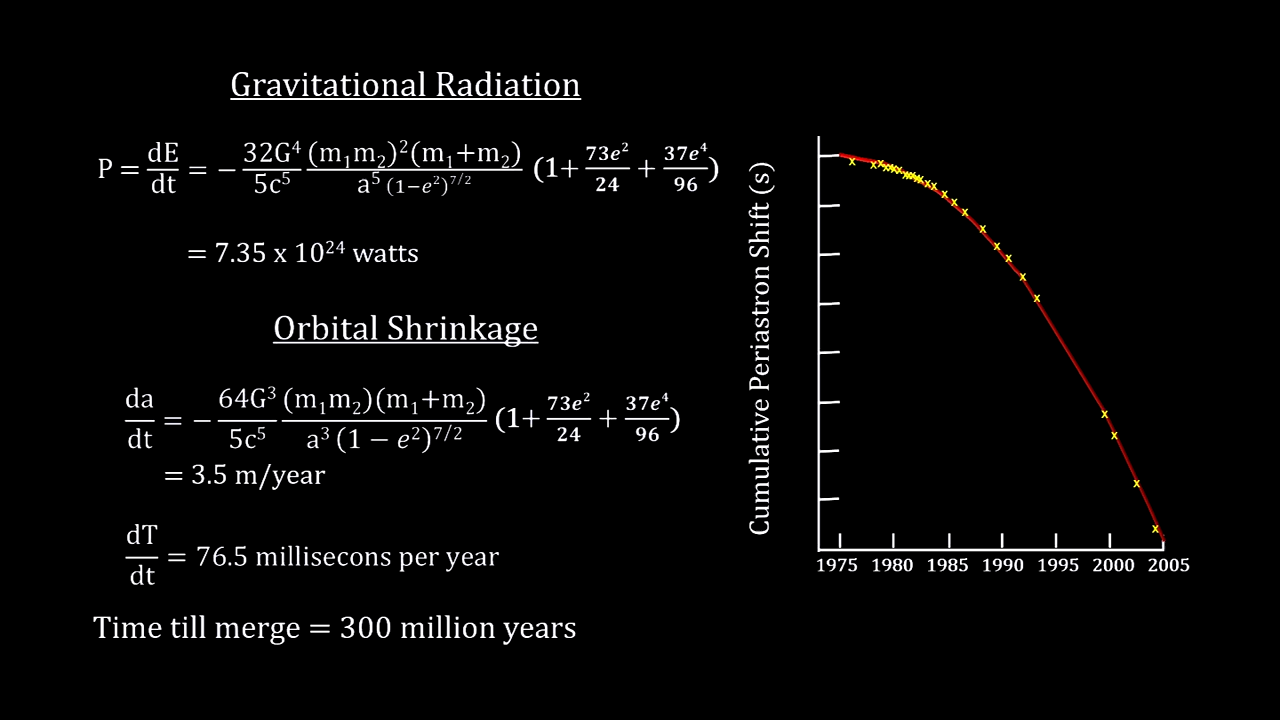 Gravitational Radiation
P = dE/dt = − 32G⁴/5c⁵ (m₁m₂)²(m₁+m₂)/a⁵ (1−e²)^7/2 (1+ 73e²/24 + 37e⁴/96)
= 7.35 x 10²⁴ watts
Orbital Shrinkage
da/dt = − 64G³/5c⁵ (m₁m₂)(m₁+m₂)/a³ (1 − e²)^7/2 (1+ 73e²/24 + 37e⁴/96)
= 3.5 m/year
dT/dt = 76.5 millisecons per year
Time till merge = 300 million years
Cumulative Periastron Shift (s)
1975 1980 1985 1990 1995 2000 2005